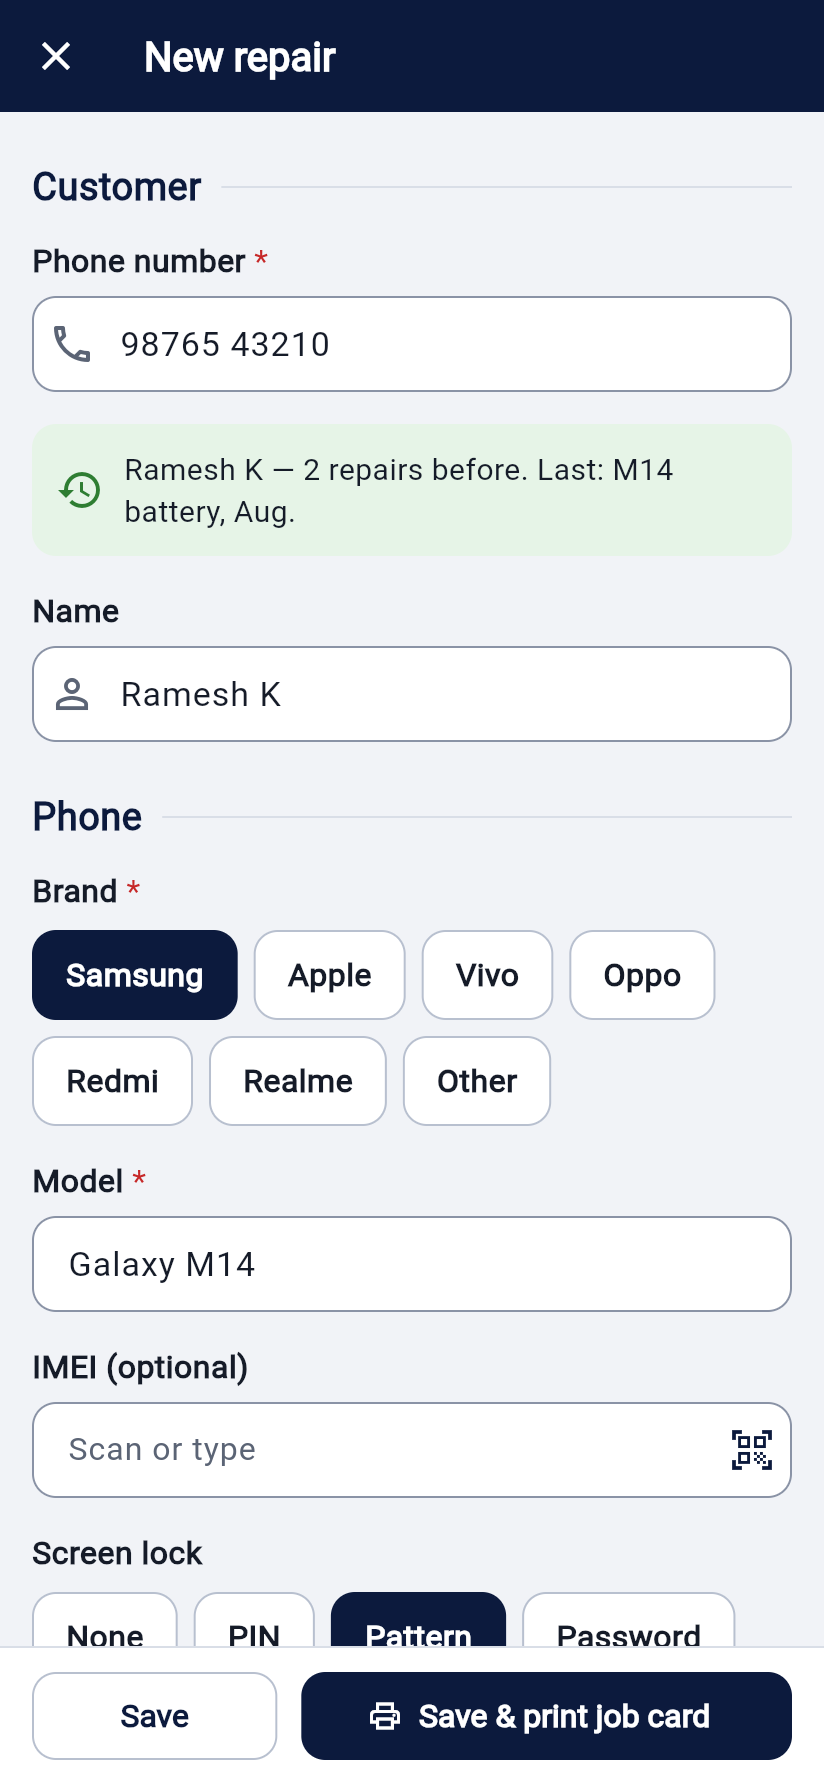 New repair
Customer
Phone number *
98765 43210
Ramesh K — 2 repairs before. Last: M14
battery, Aug.
Name
Ramesh K
Phone
Brand *
Samsung Apple Vivo Oppo
Redmi Realme Other
Model *
Galaxy M14
IMEI (optional)
Scan or type
Screen lock
None PIN Pattern Password
Save Save & print job card